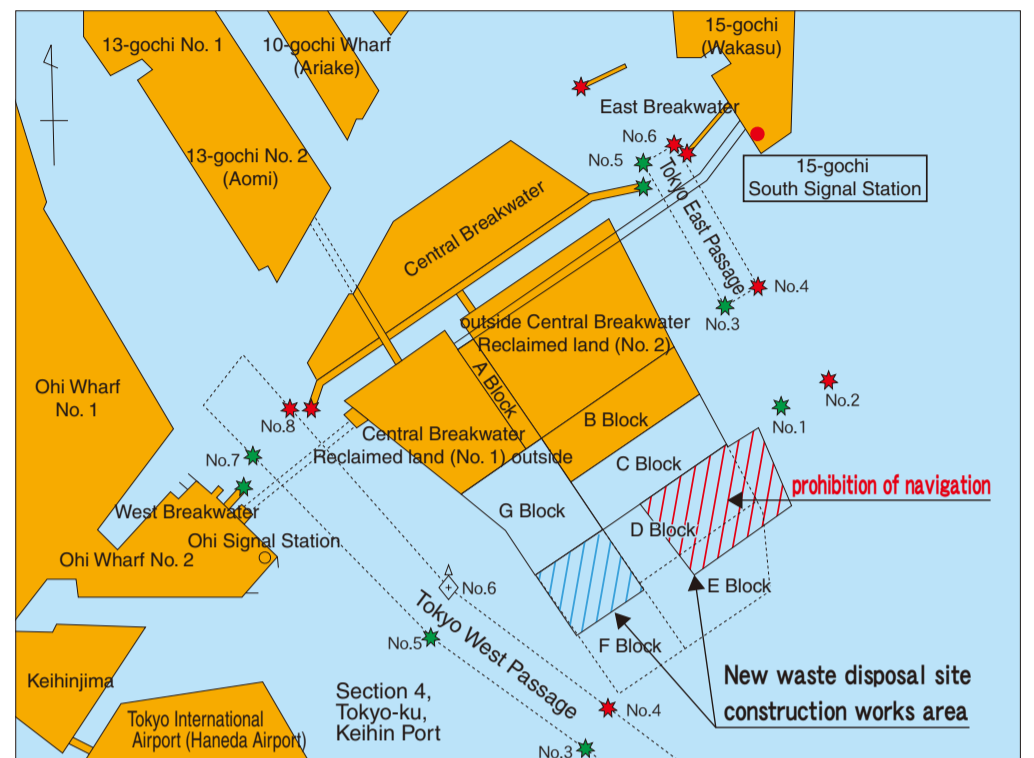 13-gochi No. 1
10-gochi Wharf
(Ariake)
15-gochi
(Wakasu)
East Breakwater
No.6
No.5
13-gochi No. 2
(Aomi)
15-gochi
South Signal Station
Tokyo East Passage
Central Breakwater
No.4
No.3
outside Central Breakwater
Reclaimed land (No. 2)
A Block
No.2
No.1
Ohi Wharf
No. 1
No.8
B Block
Central Breakwater
Reclaimed land (No. 1) outside
No.7
C Block
prohibition of navigation
West Breakwater
G Block
D Block
Ohi Signal Station
Ohi Wharf No. 2
No.6
E Block
Tokyo West Passage
No.5
F Block
Keihinjima
New waste disposal site
construction works area
Section 4,
Tokyo-ku,
Keihin Port
No.4
Tokyo International
Airport (Haneda Airport)
No.3